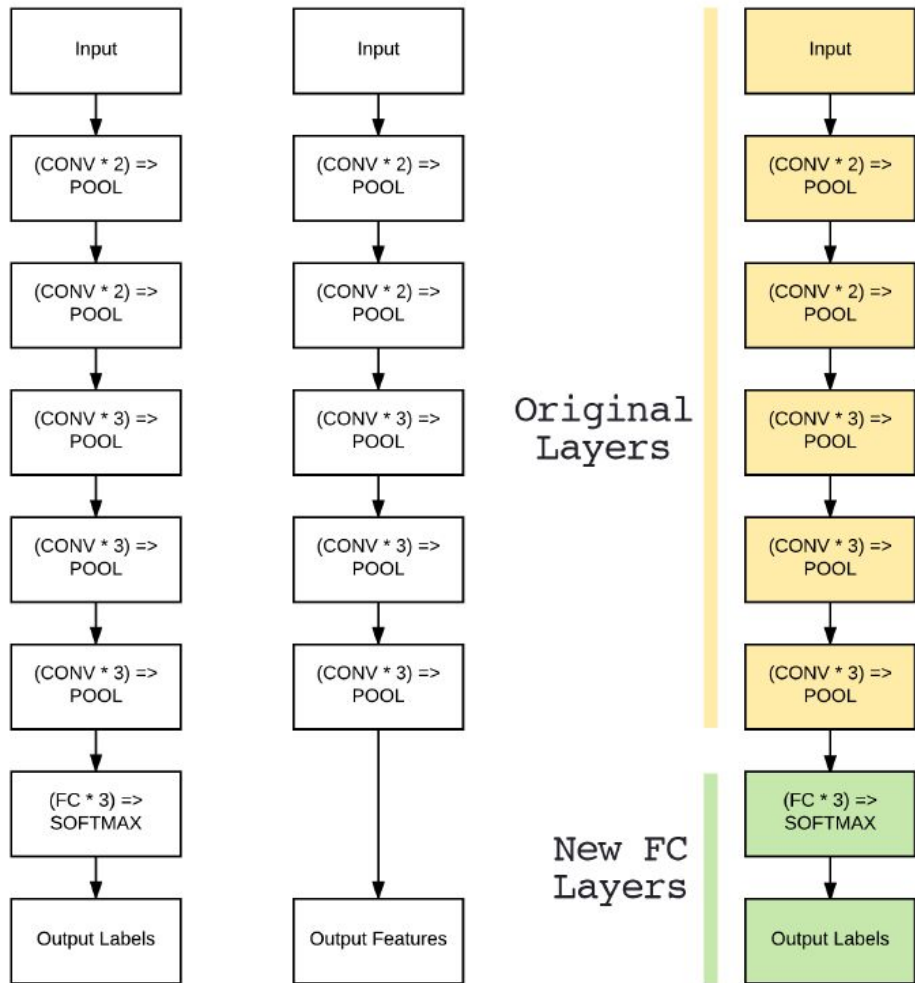 Input
(CONV * 2) =>
POOL
(CONV * 2) =>
POOL
(CONV * 3) =>
POOL
(CONV * 3) =>
POOL
(CONV * 3) =>
POOL
(FC * 3) =>
SOFTMAX
Output Labels
Input
(CONV * 2) =>
POOL
(CONV * 2) =>
POOL
(CONV * 3) =>
POOL
(CONV * 3) =>
POOL
(CONV * 3) =>
POOL
Output Features
Original
Layers
New FC
Layers
Input
(CONV * 2) =>
POOL
(CONV * 2) =>
POOL
(CONV * 3) =>
POOL
(CONV * 3) =>
POOL
(CONV * 3) =>
POOL
(FC * 3) =>
SOFTMAX
Output Labels